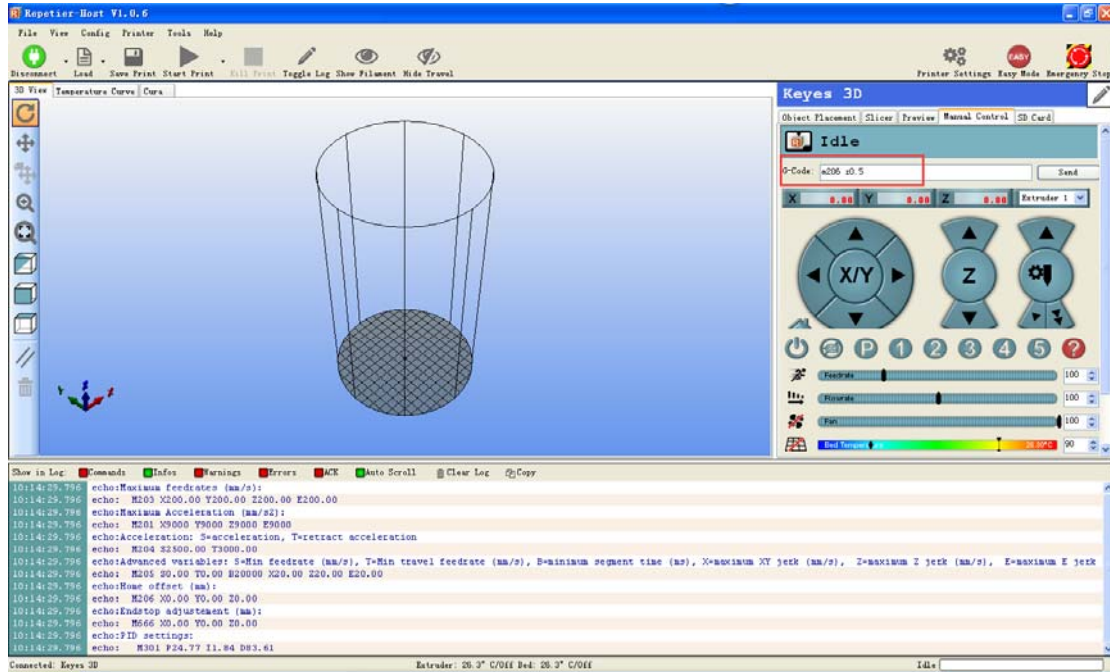 Repetier-Host V1.0.6
File View Config Printer Tools Help
Disconnect Load Save Print Start Print Kill Print Toggle Log Show Filament Hide Travel
Printer Settings Easy Mode Emergency Stop
EASY
3D View Temperature Curve Cura
Keyes 3D
Object Placement Slicer Preview Manual Control SD Card
Idle
G-Code: m206 z0.5 Send
X 0.00 Y 0.00 Z 0.00 Extruder 1
X/Y Z
P 1 2 3 4 5 ?
Feedrate 100
Flowrate 100
Fan 100
Bed Temperature 26.30°C 90
Show in Log: Commands Infos Warnings Errors ACK Auto Scroll Clear Log Copy
10:14:29.796 echo:Maximum feedrates (mm/s):
10:14:29.796 echo: M203 X200.00 Y200.00 Z200.00 E200.00
10:14:29.796 echo:Maximum Acceleration (mm/s2):
10:14:29.796 echo: M201 X9000 Y9000 Z9000 E9000
10:14:29.796 echo:Acceleration: S=acceleration, T=retract acceleration
10:14:29.796 echo: M204 S2500.00 T3000.00
10:14:29.796 echo:Advanced variables: S=Min feedrate (mm/s), T=Min travel feedrate (mm/s), B=minimum segment time (ms), X=maximum XY jerk (mm/s), Z=maximum Z jerk (mm/s), E=maximum E jerk
10:14:29.796 echo: M205 S0.00 T0.00 B20000 X20.00 Z20.00 E20.00
10:14:29.796 echo:Home offset (mm):
10:14:29.796 echo: M206 X0.00 Y0.00 Z0.00
10:14:29.796 echo:Endstop adjustement (mm):
10:14:29.796 echo: M666 X0.00 Y0.00 Z0.00
10:14:29.796 echo:PID settings:
10:14:29.796 echo: M301 P24.77 I1.84 D83.61
Connected: Keyes 3D Extruder: 26.3° C/Off Bed: 26.3° C/Off Idle